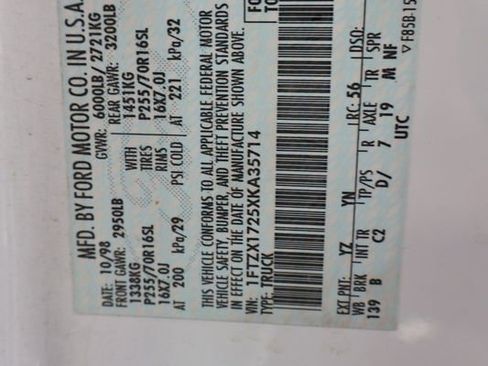 MFD. BY FORD MOTOR CO. IN U.S.A.
DATE: 10/98 GVWR: 6000LB/ 2721KG
FRONT GAWR: 2950LB REAR GAWR: 3200LB
1338KG WITH 1451KG
P255/70R16SL TIRES P255/70R16SL
16X7.0J RIMS 16X7.0J
AT 200 kPa/29 PSI COLD AT 221 kPa/32
THIS VEHICLE CONFORMS TO ALL APPLICABLE FEDERAL MOTOR
VEHICLE SAFETY, BUMPER, AND THEFT PREVENTION STANDARDS
IN EFFECT ON THE DATE OF MANUFACTURE SHOWN ABOVE.
VIN: 1FTZX1725XKA35714
TYPE: TRUCK
EXT PNT: YZ YN RC: 56 DSO:
WB BRK INT TR TP/PS R AXLE TR SPR
139 B C2 D/ 7 19 M NF
UTC
▽F85B-15